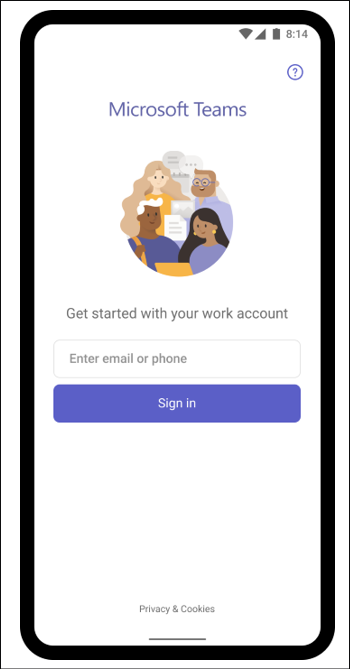 8:14
?
Microsoft Teams
Get started with your work account
Enter email or phone
Sign in
Privacy & Cookies